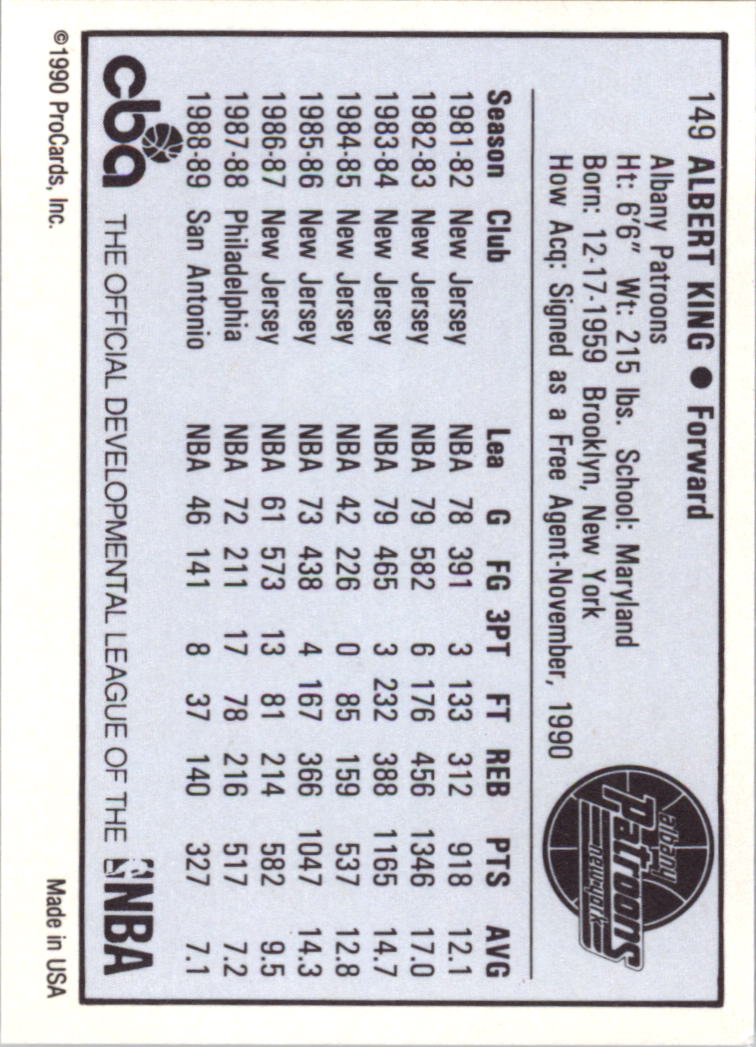 149 ALBERT KING ● Forward
Albany Patroons
Ht: 6'6" Wt: 215 lbs. School: Maryland
Born: 12-17-1959 Brooklyn, New York
How Acq: Signed as a Free Agent-November, 1990
albany
Patroons
new york
Season Club Lea G FG 3PT FT REB PTS AVG
1981-82 New Jersey NBA 78 391 3 133 312 918 12.1
1982-83 New Jersey NBA 79 582 6 176 456 1346 17.0
1983-84 New Jersey NBA 79 465 3 232 388 1165 14.7
1984-85 New Jersey NBA 42 226 0 85 159 537 12.8
1985-86 New Jersey NBA 73 438 4 167 366 1047 14.3
1986-87 New Jersey NBA 61 573 13 81 214 582 9.5
1987-88 Philadelphia NBA 72 211 17 78 216 517 7.2
1988-89 San Antonio NBA 46 141 8 37 140 327 7.1
cba THE OFFICIAL DEVELOPMENTAL LEAGUE OF THE NBA
©1990 ProCards, Inc. Made in USA